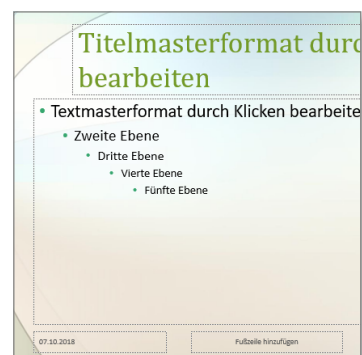 Titelmasterformat durc
bearbeiten
• Textmasterformat durch Klicken bearbeite
• Zweite Ebene
• Dritte Ebene
• Vierte Ebene
• Fünfte Ebene
07.10.2018 Fußzeile hinzufügen